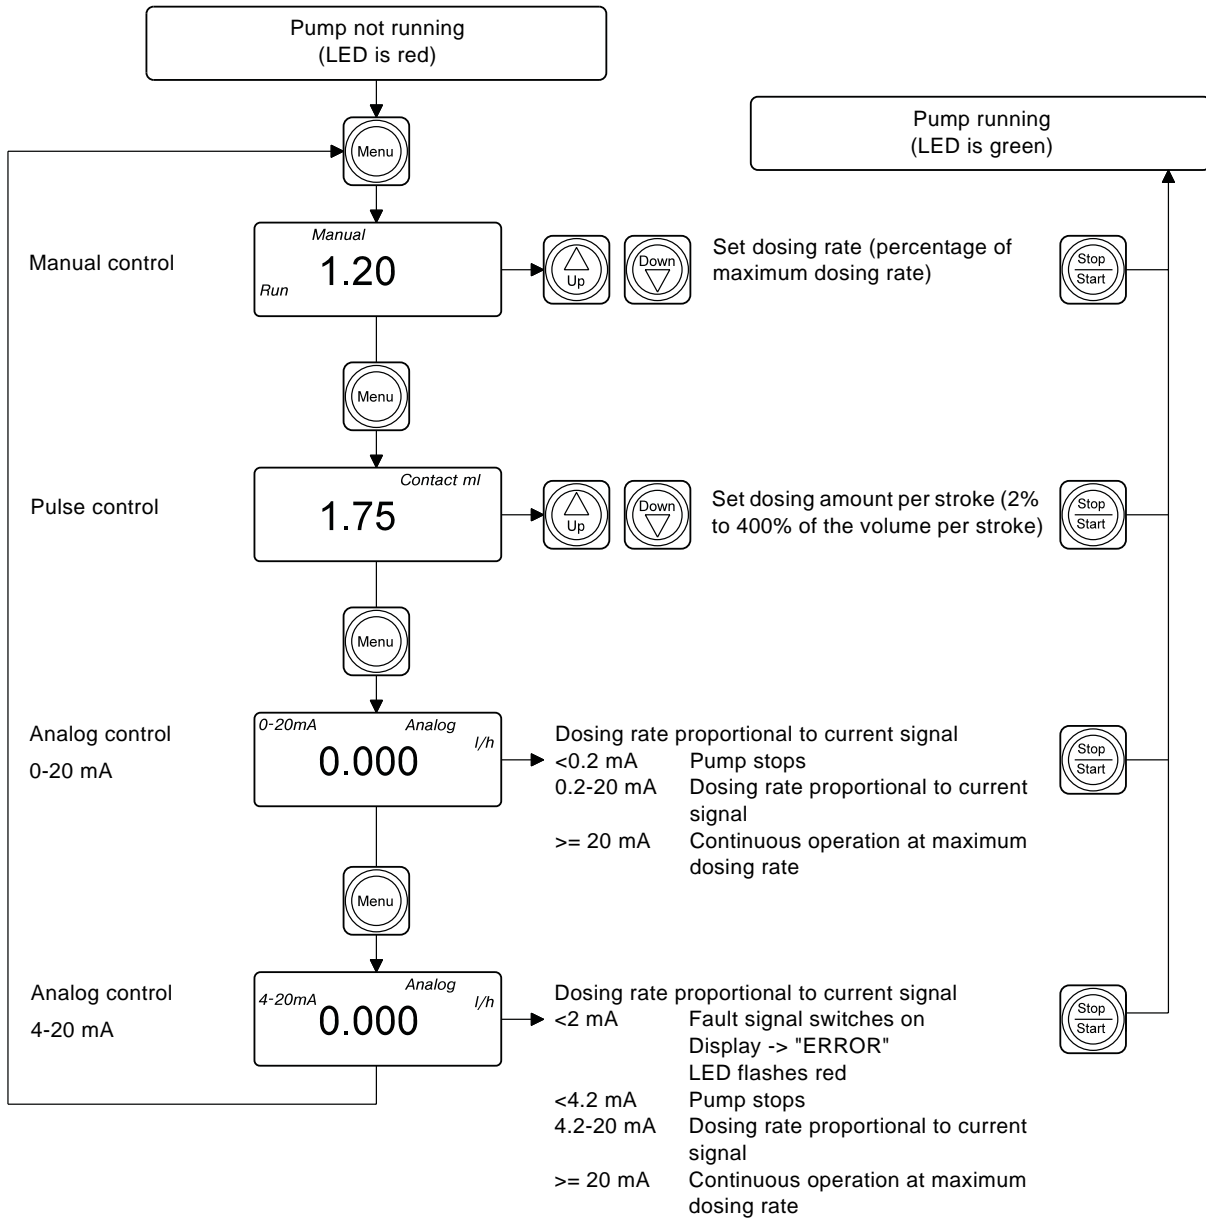 Pump not running
(LED is red)
Pump running
(LED is green)
Menu
Manual control
Manual
1.20
Run
Up
Down
Set dosing rate (percentage of
maximum dosing rate)
Stop
Start
Menu
Pulse control
Contact ml
1.75
Up
Down
Set dosing amount per stroke (2%
to 400% of the volume per stroke)
Stop
Start
Menu
Analog control
0-20 mA
0-20mA
Analog
l/h
0.000
Dosing rate proportional to current signal
<0.2 mA Pump stops
0.2-20 mA Dosing rate proportional to current
signal
>= 20 mA Continuous operation at maximum
dosing rate
Stop
Start
Menu
Analog control
4-20 mA
4-20mA
Analog
l/h
0.000
Dosing rate proportional to current signal
<2 mA Fault signal switches on
Display -> "ERROR"
LED flashes red
<4.2 mA Pump stops
4.2-20 mA Dosing rate proportional to current
signal
>= 20 mA Continuous operation at maximum
dosing rate
Stop
Start